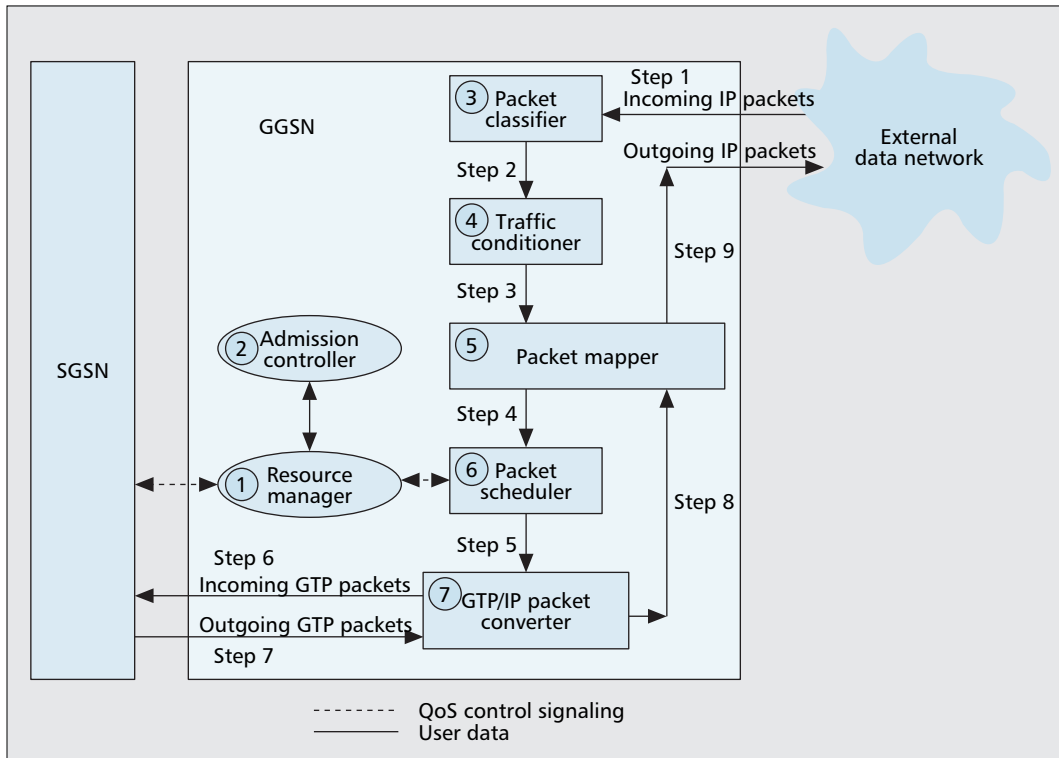 Step 1
Incoming IP packets
3
Packet
classifier
GGSN
External
data network
Outgoing IP packets
Step 2
4
Traffic
conditioner
Step 9
Step 3
2
Admission
controller
5
Packet mapper
SGSN
Step 4
1
Resource
manager
6
Packet
scheduler
Step 8
Step 5
Step 6
Incoming GTP packets
7
GTP/IP packet
converter
Outgoing GTP packets
Step 7
QoS control signaling
User data